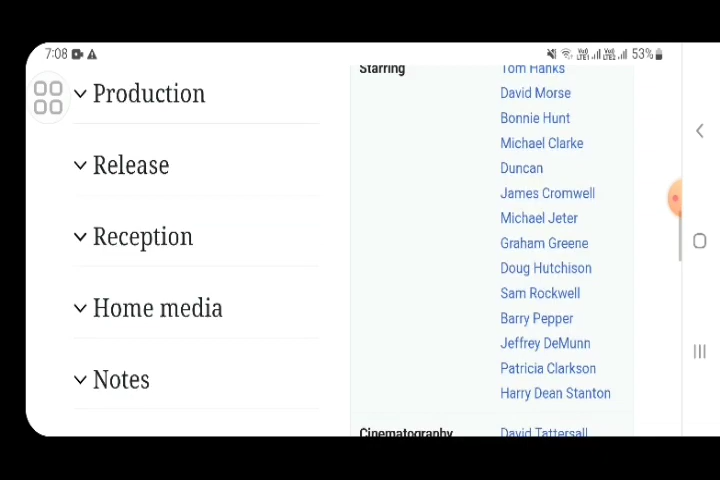 7:08
53%
Production
Release
Reception
Home media
Notes
Starring
Tom Hanks
David Morse
Bonnie Hunt
Michael Clarke
Duncan
James Cromwell
Michael Jeter
Graham Greene
Doug Hutchison
Sam Rockwell
Barry Pepper
Jeffrey DeMunn
Patricia Clarkson
Harry Dean Stanton
Cinematography
David Tattersall